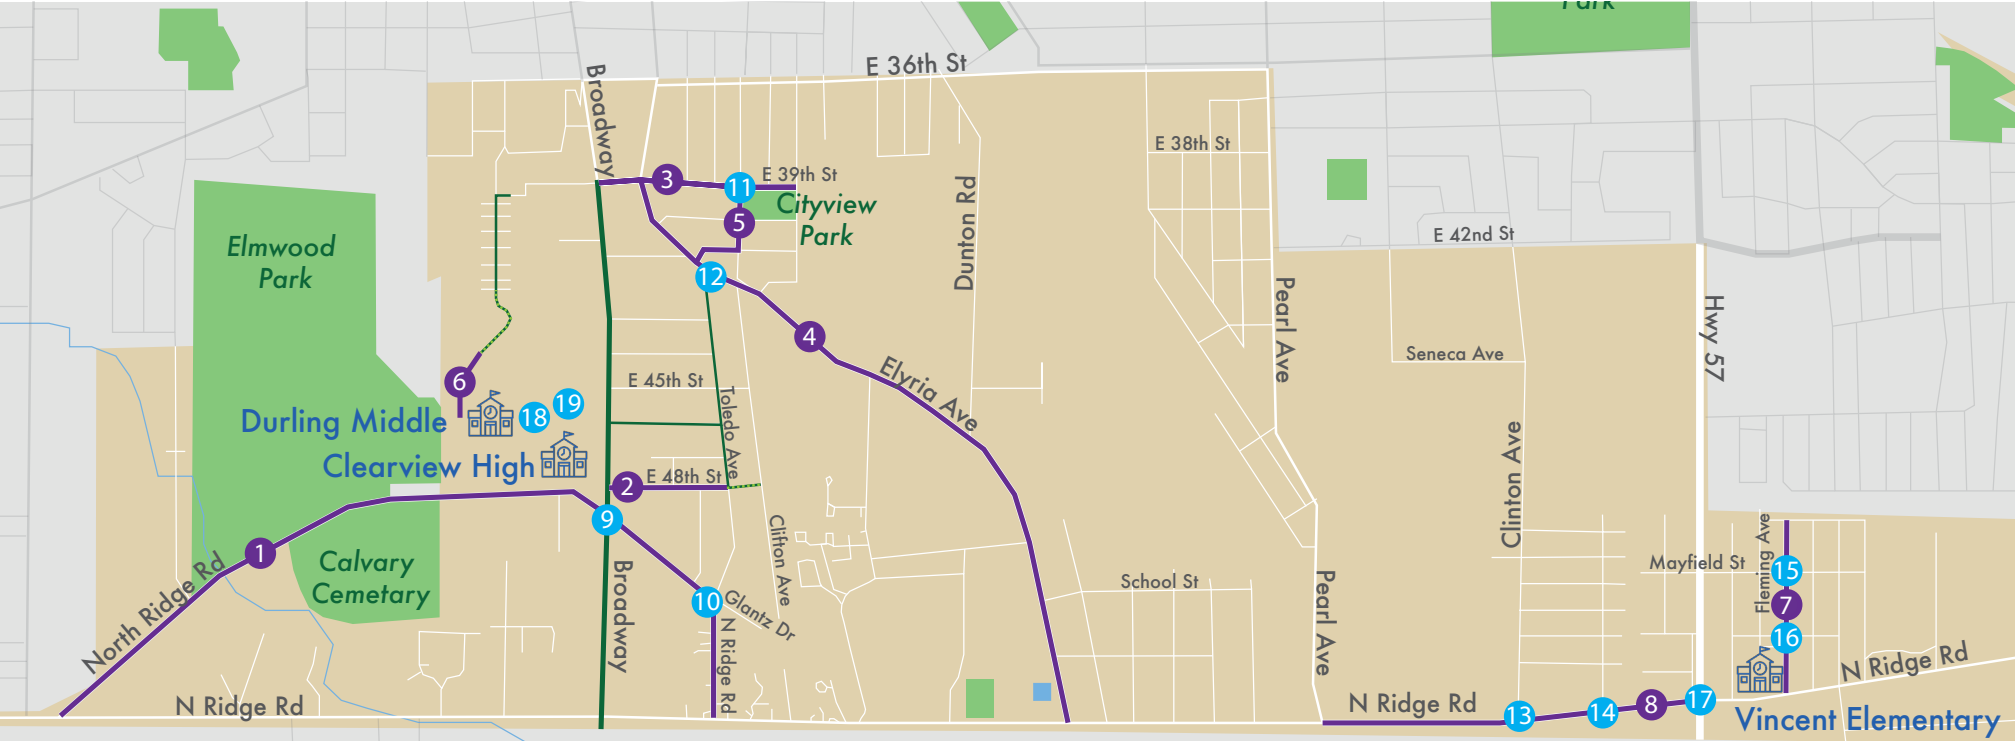 Park
E 36th St
Broadway
E 38th St
3
11
E 39th St
Cityview
Park
5
Dunton Rd
E 42nd St
Elmwood
Park
12
4
Pearl Ave
Hwy 57
Seneca Ave
6
E 45th St
Elyria Ave
Toledo Ave
18
19
Durling Middle
Clearview High
2
E 48th St
Clinton Ave
9
1
North Ridge Rd
Calvary
Cemetary
Broadway
Clifton Ave
10
Glantz Dr
N Ridge Rd
School St
Pearl Ave
Mayfield St
Fleming Ave
15
7
16
N Ridge Rd
N Ridge Rd
N Ridge Rd
13
14
8
17
Vincent Elementary